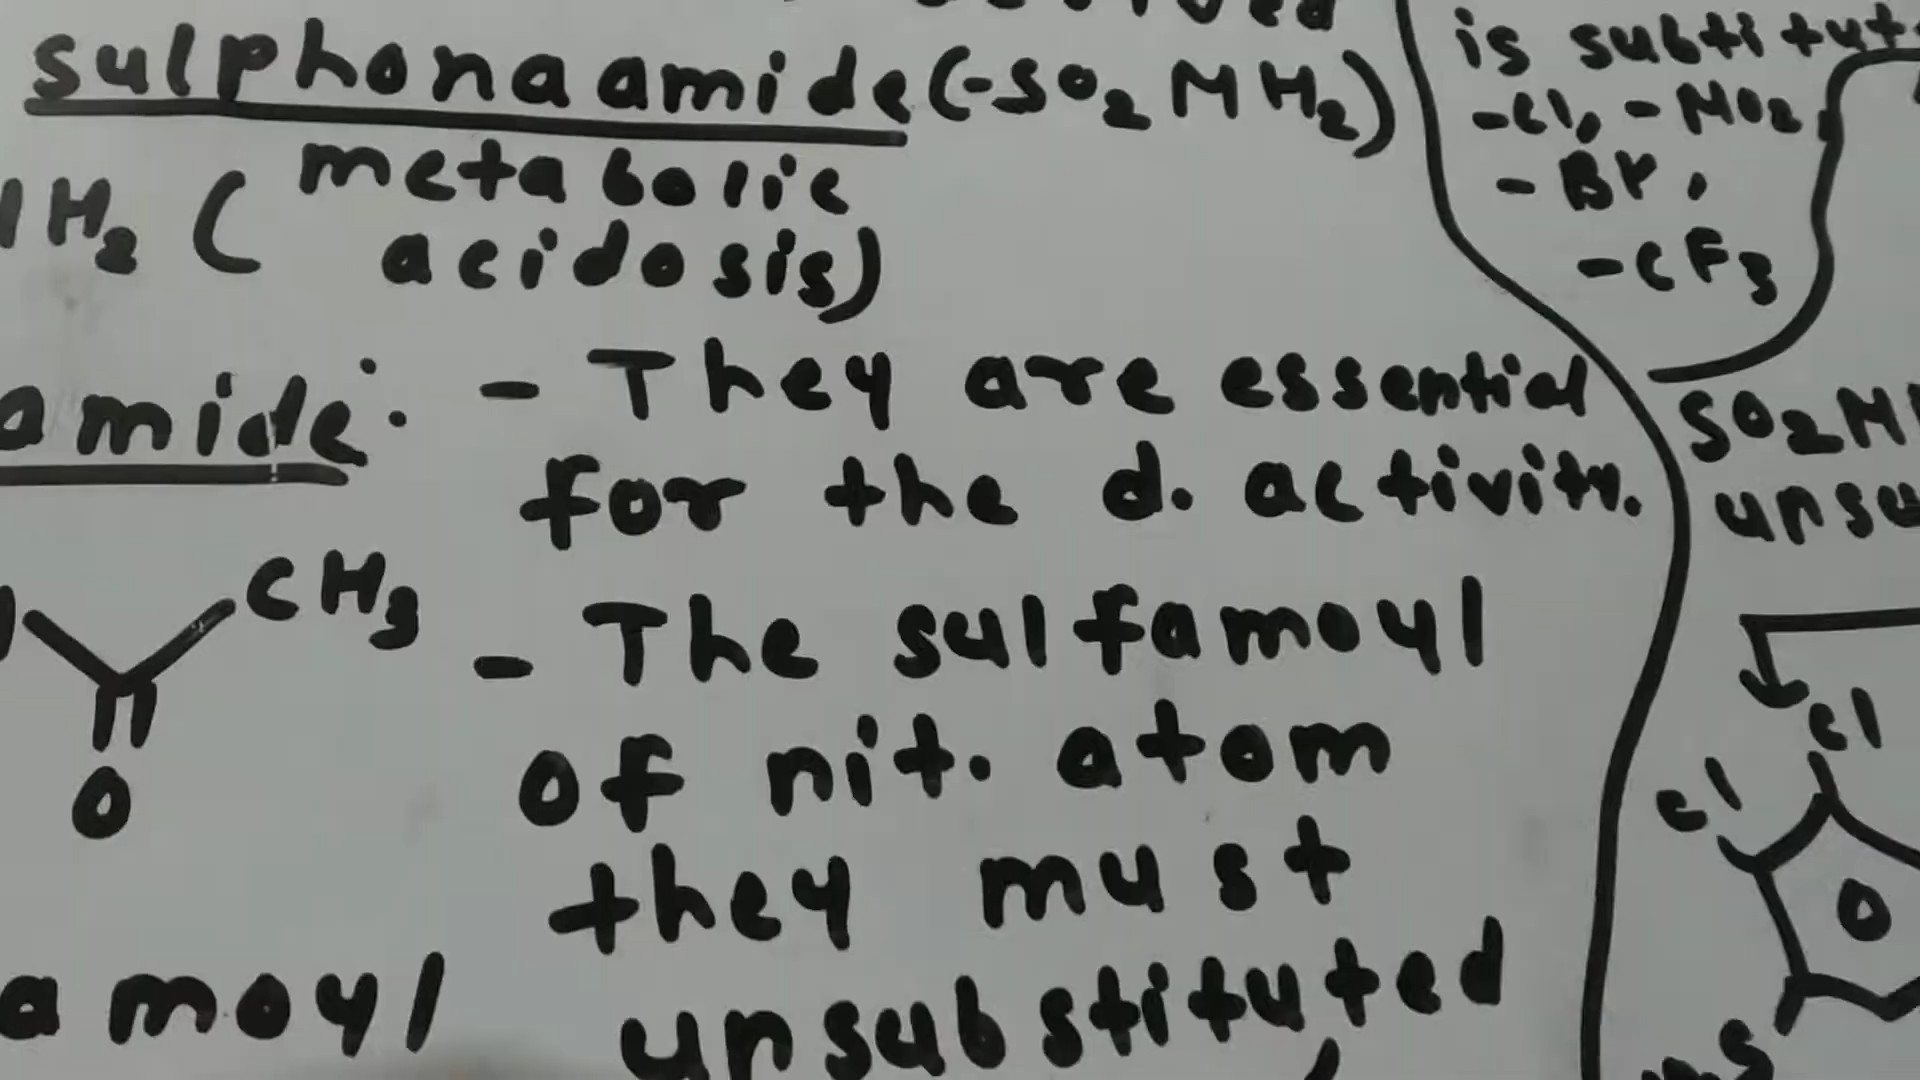 sulphonaamide (-SO₂NH₂)
H₂ ( metabolic
acidosis)
amide: - They are essential
for the d. activity.
CH₃
O
- The sulfamoyl
of nit. atom
they must
unsubstituted
amoyl
is subtitut
-Cl, -NO₂,
-Br,
-CF₃
SO₂N
unsu
Cl
Cl